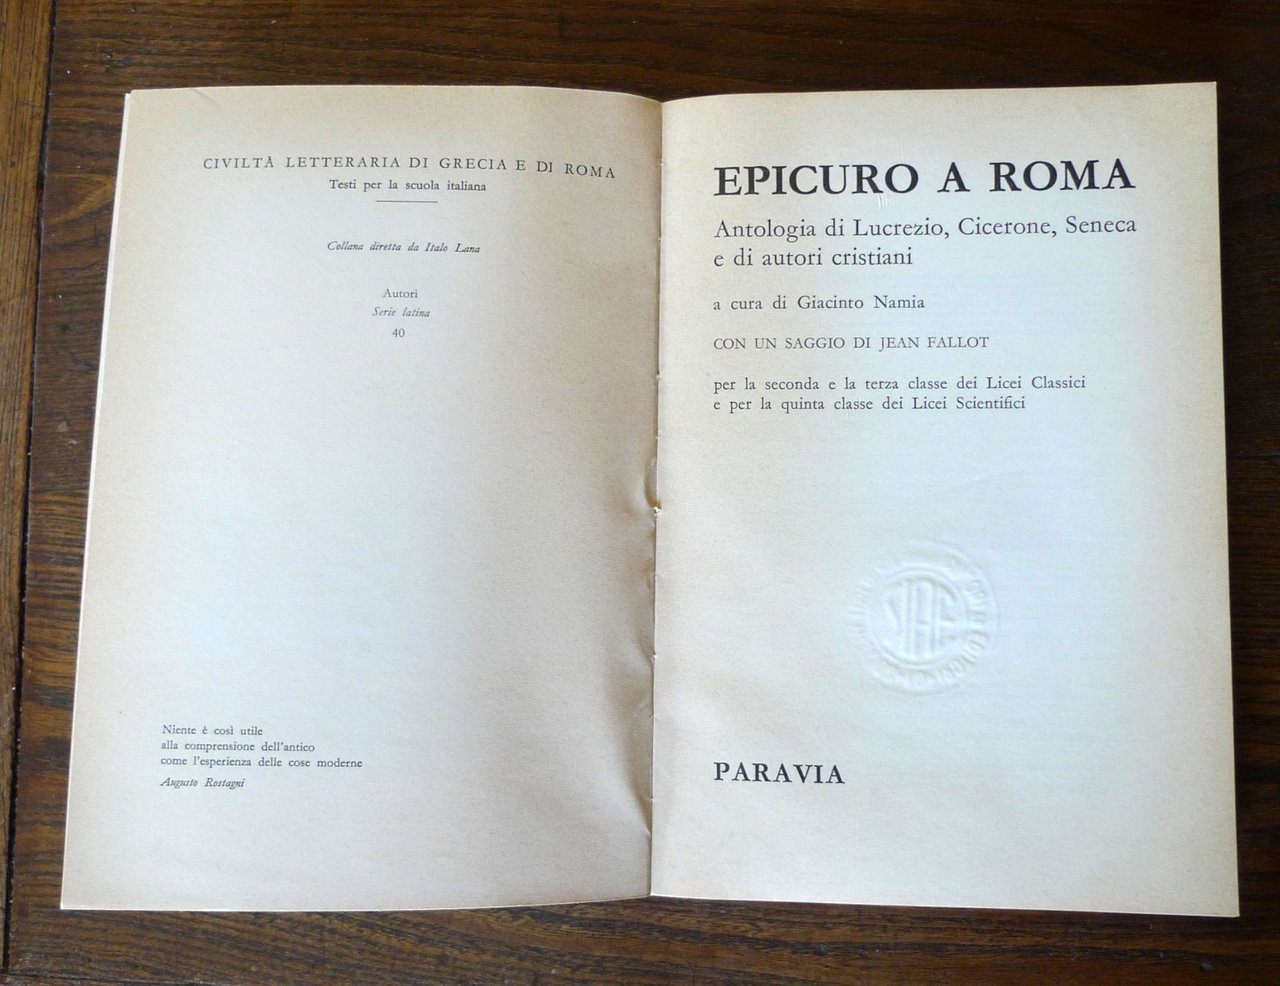 CIVILTÀ LETTERARIA DI GRECIA E DI ROMA
Testi per la scuola italiana
Collana diretta da Italo Lana
Autori
Serie latina
40
Niente è così utile
alla comprensione dell'antico
come l'esperienza delle cose moderne
Augusto Rostagni
EPICURO A ROMA
Antologia di Lucrezio, Cicerone, Seneca
e di autori cristiani
a cura di Giacinto Namia
CON UN SAGGIO DI JEAN FALLOT
per la seconda e la terza classe dei Licei Classici
e per la quinta classe dei Licei Scientifici
SIAE
PARAVIA